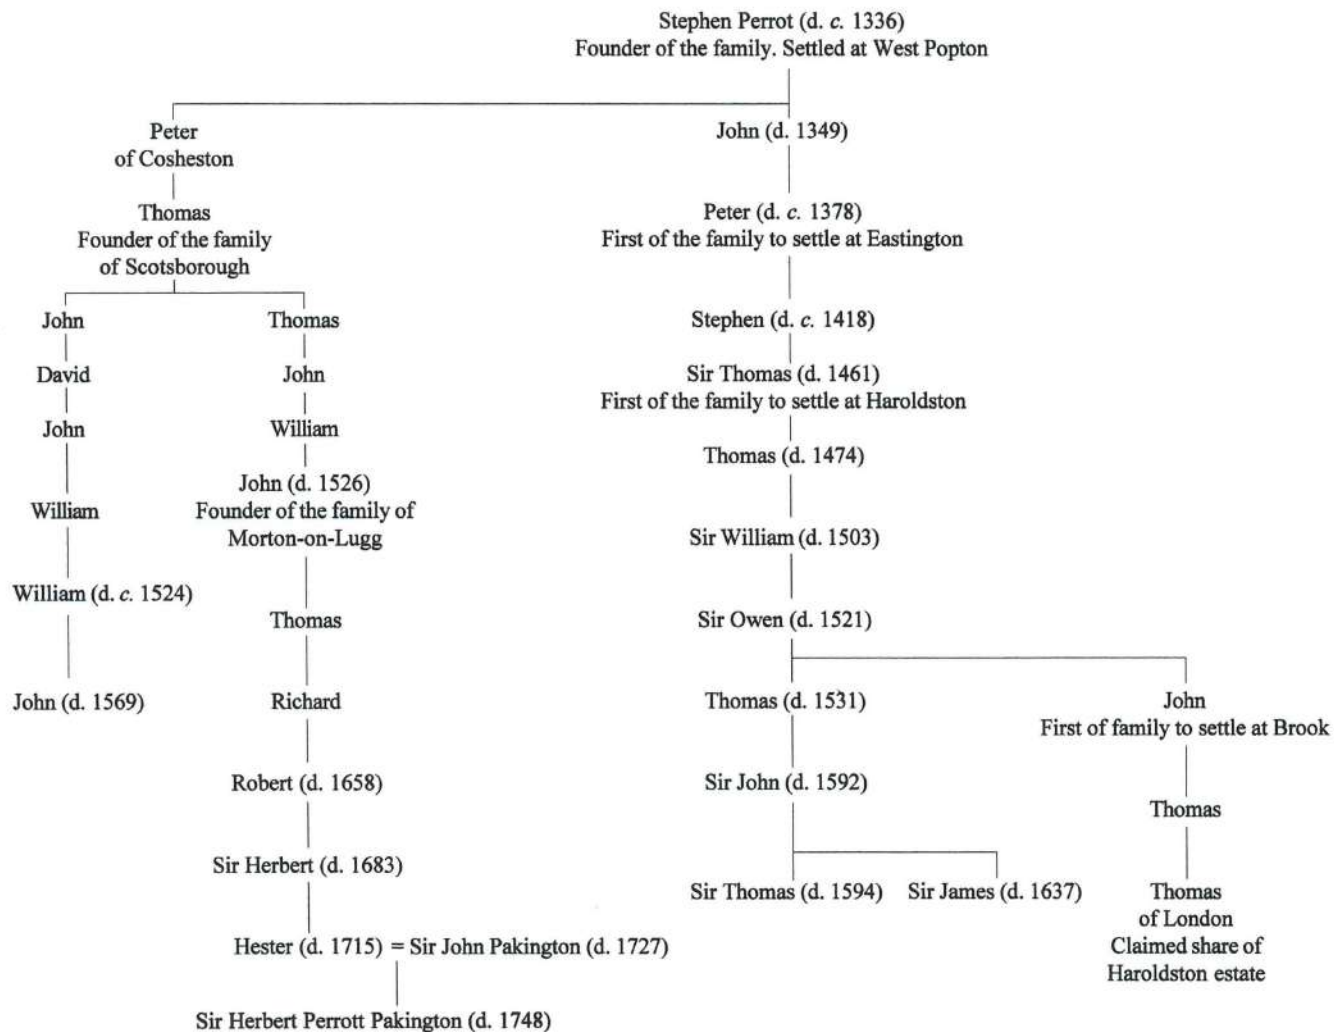 Stephen Perrot (d. c. 1336)
Founder of the family. Settled at West Popton
Peter
of Cosheston
John (d. 1349)
Thomas
Founder of the family
of Scotsborough
Peter (d. c. 1378)
First of the family to settle at Eastington
John
Thomas
Stephen (d. c. 1418)
David
John
Sir Thomas (d. 1461)
First of the family to settle at Haroldston
John
William
Thomas (d. 1474)
John (d. 1526)
Founder of the family of
Morton-on-Lugg
William
Sir William (d. 1503)
William (d. c. 1524)
Thomas
Sir Owen (d. 1521)
John (d. 1569)
Richard
Thomas (d. 1531)
John
First of family to settle at Brook
Robert (d. 1658)
Sir John (d. 1592)
Thomas
Sir Herbert (d. 1683)
Sir Thomas (d. 1594)
Sir James (d. 1637)
Thomas
of London
Claimed share of
Haroldston estate
Hester (d. 1715) = Sir John Pakington (d. 1727)
Sir Herbert Perrott Pakington (d. 1748)